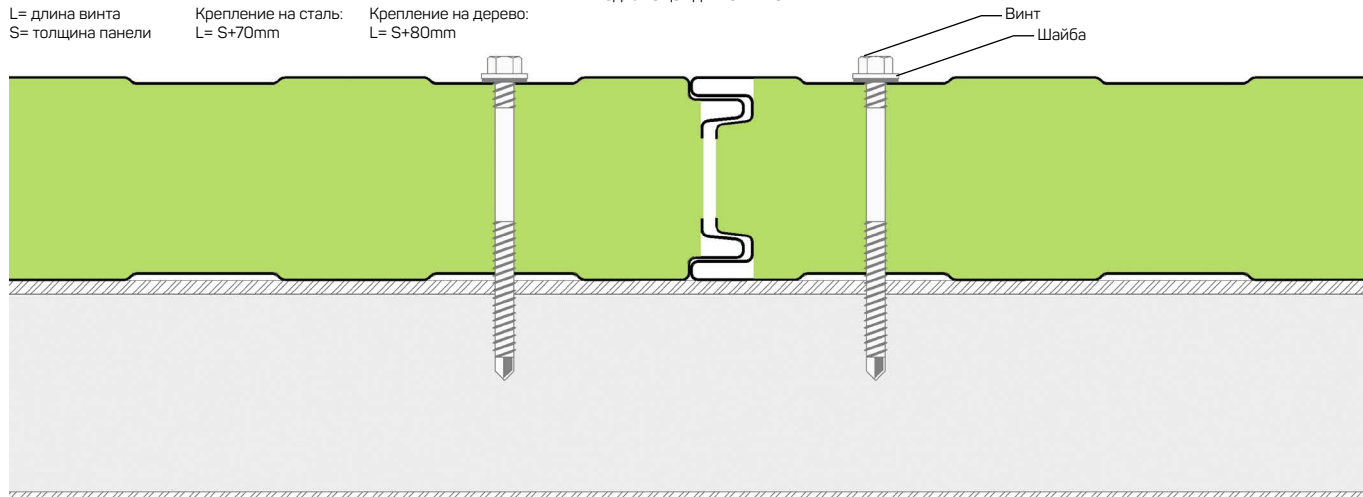 L= длина винта
S= толщина панели
Крепление на сталь:
L= S+70mm
Крепление на дерево:
L= S+80mm
Винт
Шайба